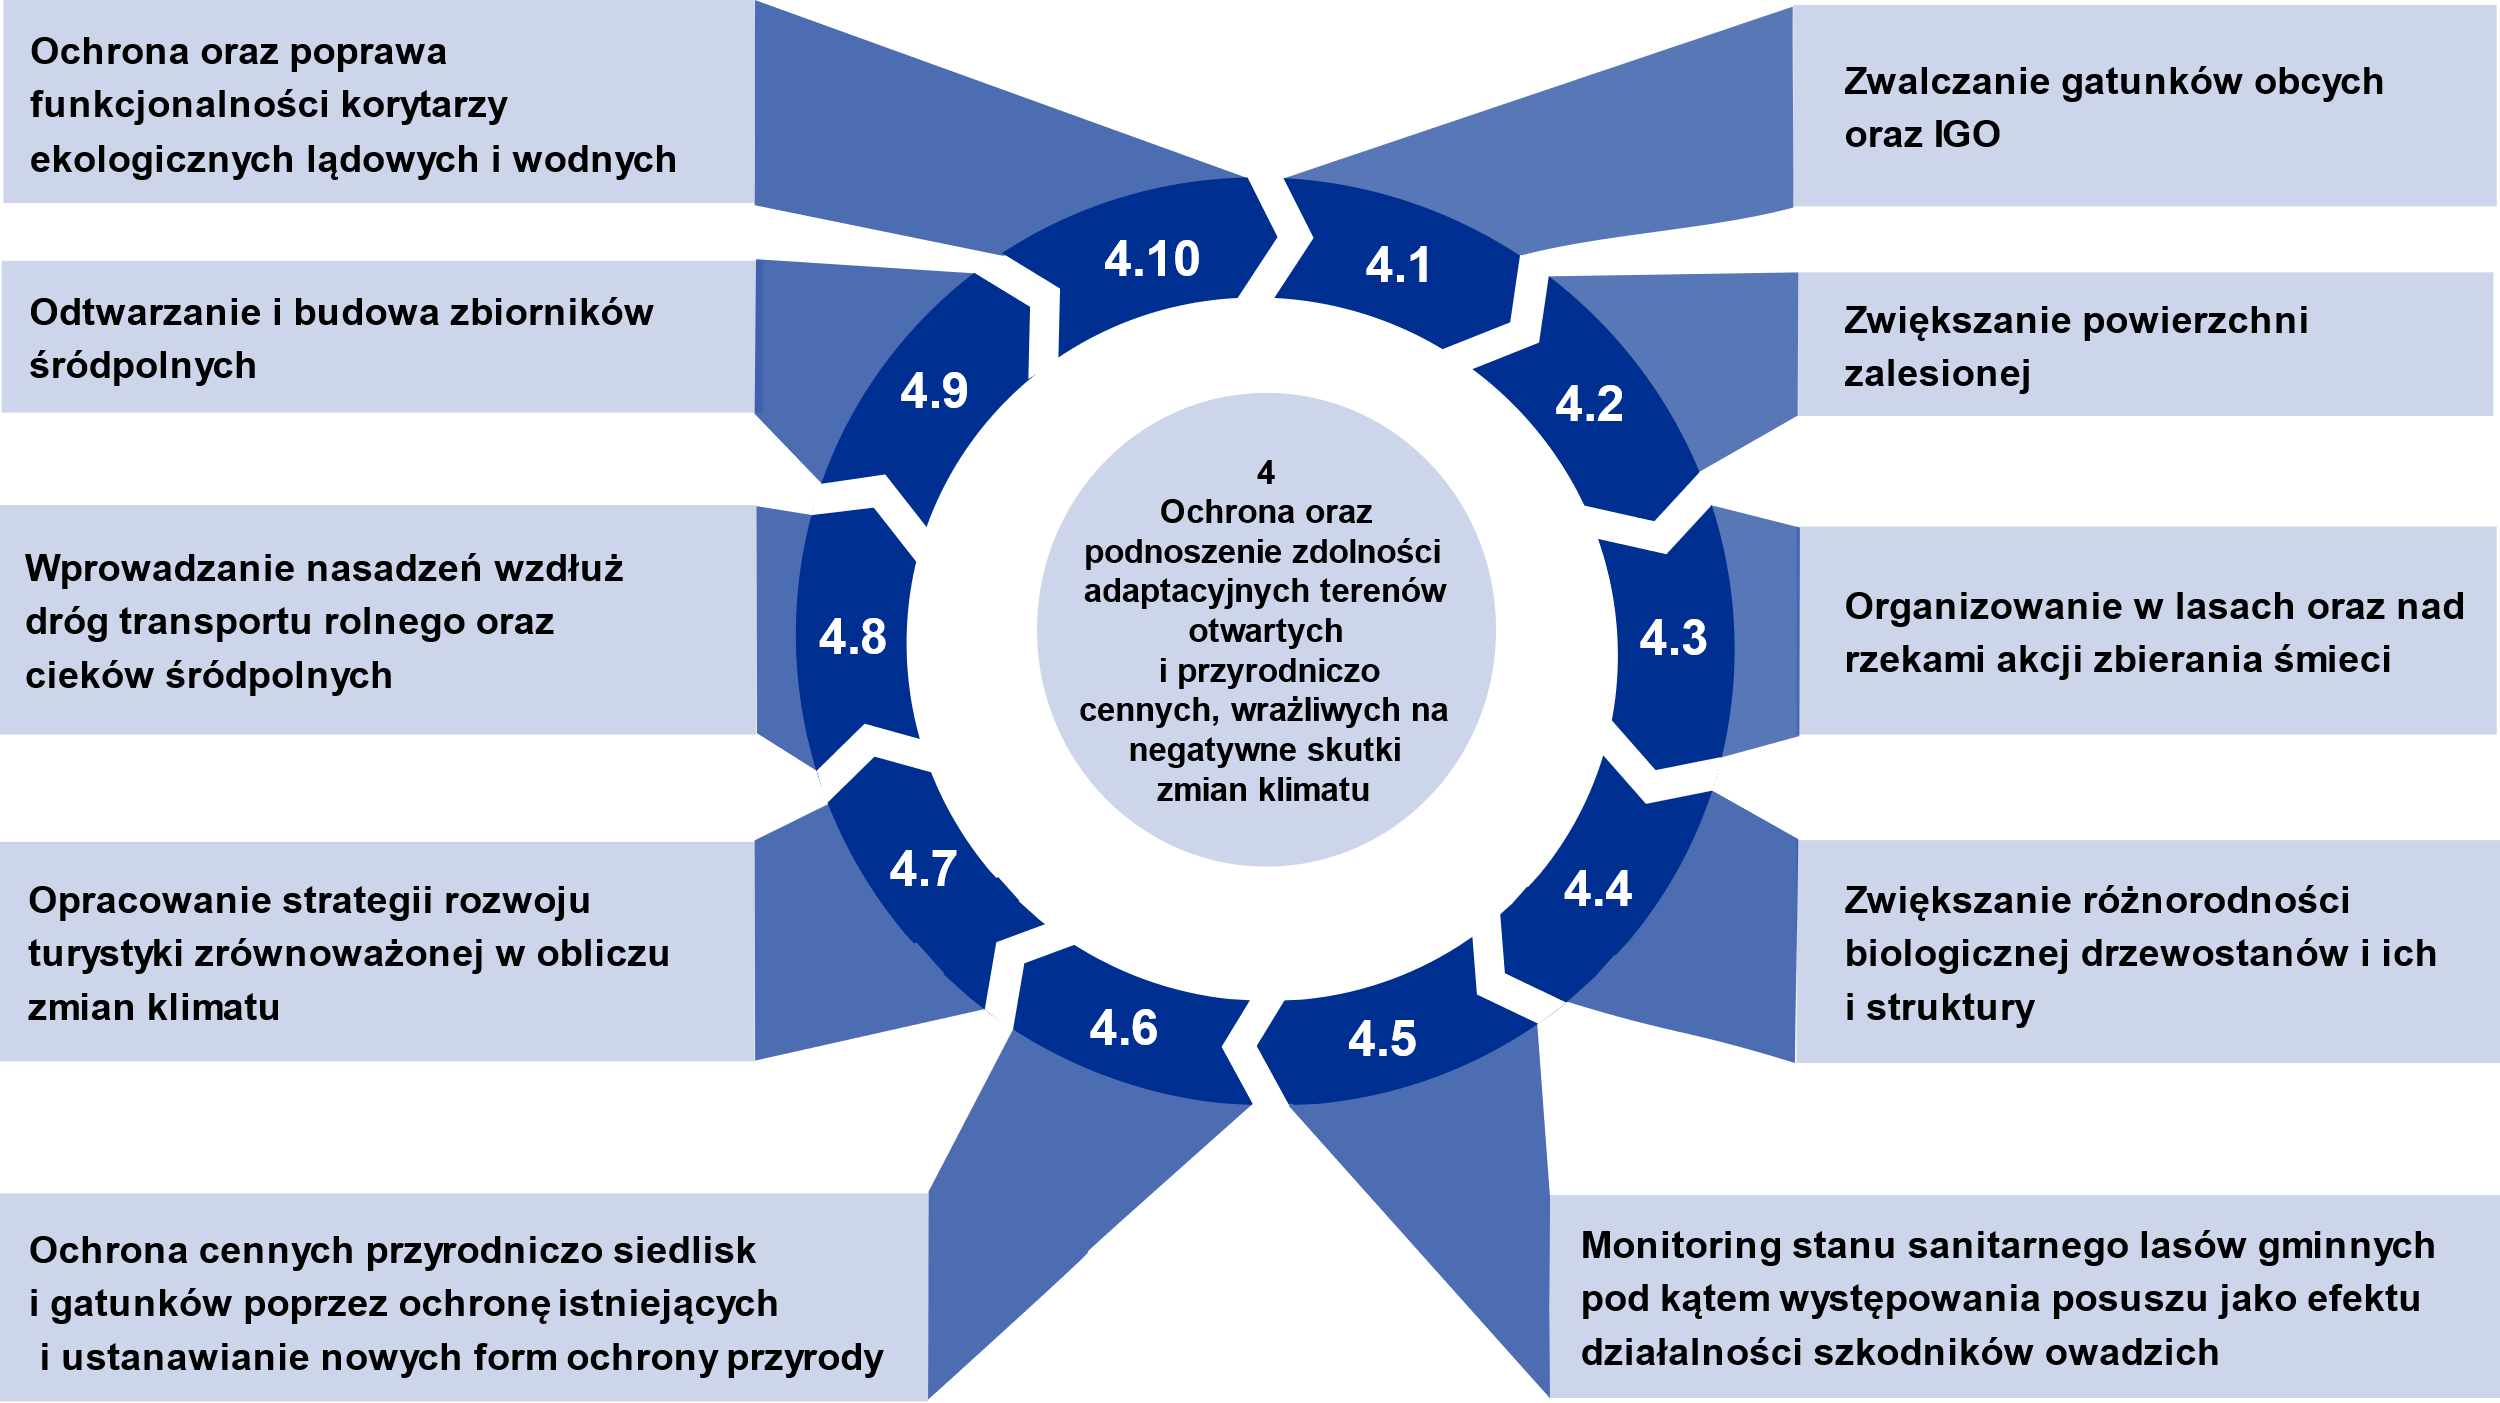 4
Ochrona oraz
podnoszenie zdolności
adaptacyjnych terenów
otwartych
i przyrodniczo
cennych, wrażliwych na
negatywne skutki
zmian klimatu
4.1
Zwalczanie gatunków obcych
oraz IGO
4.2
Zwiększanie powierzchni
zalesionej
4.3
Organizowanie w lasach oraz nad
rzekami akcji zbierania śmieci
4.4
Zwiększanie różnorodności
biologicznej drzewostanów i ich
i struktury
4.5
Monitoring stanu sanitarnego lasów gminnych
pod kątem występowania posuszu jako efektu
działalności szkodników owadzich
4.6
Ochrona cennych przyrodniczo siedlisk
i gatunków poprzez ochronę istniejących
i ustanawianie nowych form ochrony przyrody
4.7
Opracowanie strategii rozwoju
turystyki zrównoważonej w obliczu
zmian klimatu
4.8
Wprowadzanie nasadzeń wzdłuż
dróg transportu rolnego oraz
cieków śródpolnych
4.9
Odtwarzanie i budowa zbiorników
śródpolnych
4.10
Ochrona oraz poprawa
funkcjonalności korytarzy
ekologicznych lądowych i wodnych